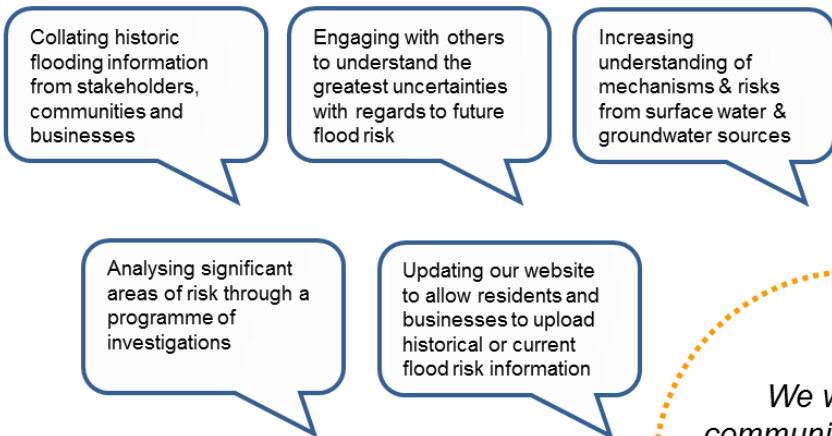 Collating historic
flooding information
from stakeholders,
communities and
businesses
Engaging with others
to understand the
greatest uncertainties
with regards to future
flood risk
Increasing
understanding of
mechanisms & risks
from surface water &
groundwater sources
Analysing significant
areas of risk through a
programme of
investigations
Updating our website
to allow residents and
businesses to upload
historical or current
flood risk information
We